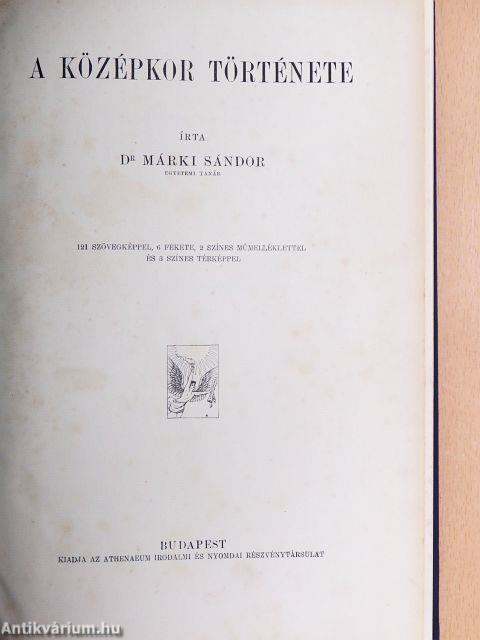 A KÖZÉPKOR TÖRTÉNETE
ÍRTA
DR MÁRKI SÁNDOR
EGYETEMI TANÁR
121 SZÖVEGKÉPPEL, 6 FEKETE, 2 SZÍNES MŰMELLÉKLETTEL
ÉS 3 SZÍNES TÉRKÉPPEL
BUDAPEST
KIADJA AZ ATHENAEUM IRODALMI ÉS NYOMDAI RÉSZVÉNYTÁRSULAT
Antikvárium.hu